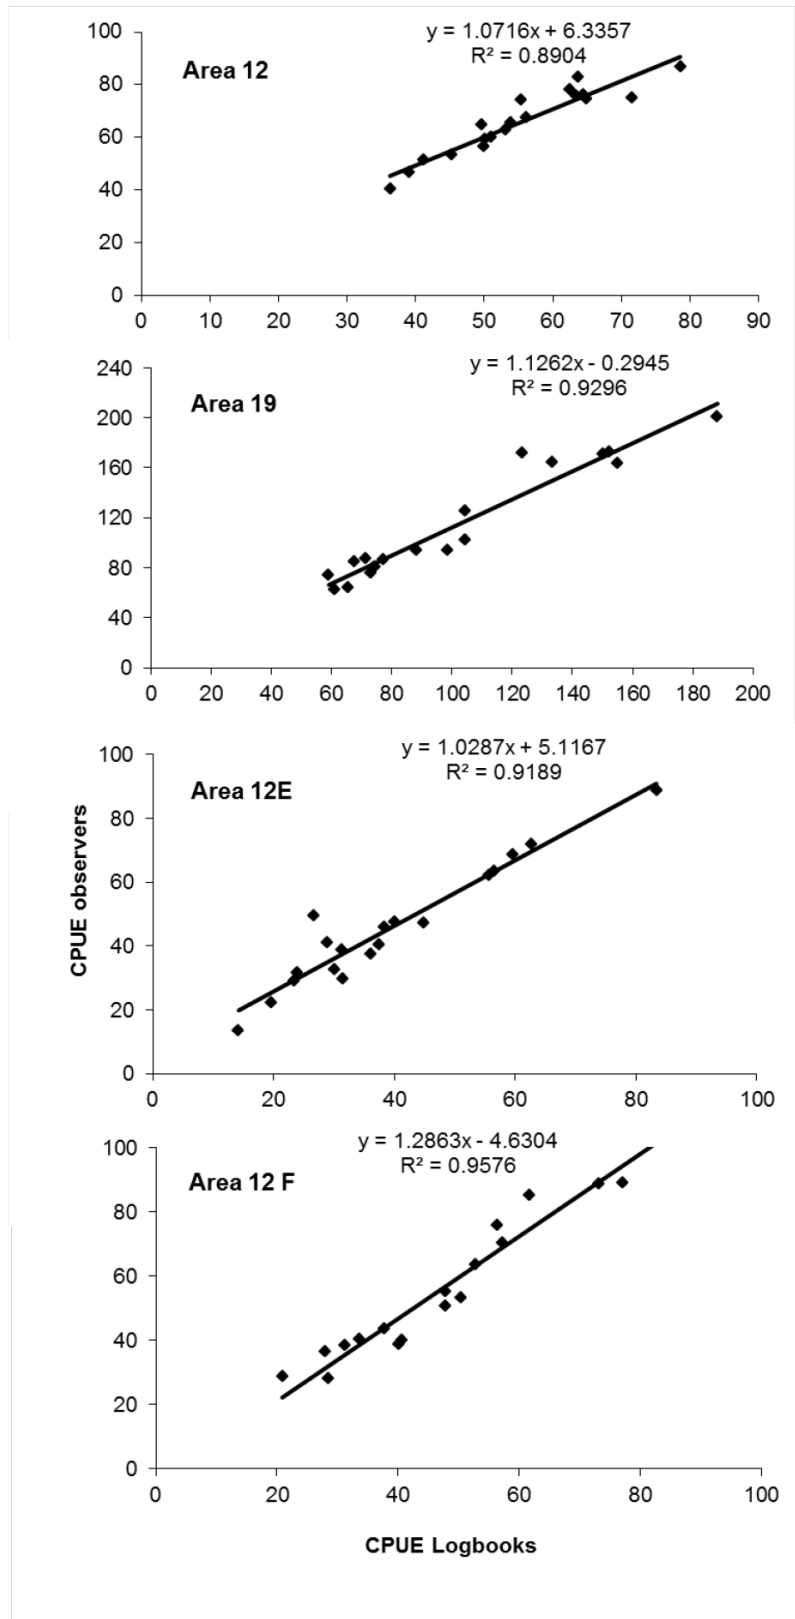 y = 1.0716x + 6.3357
R² = 0.8904
Area 12
100
80
60
40
20
0
0 10 20 30 40 50 60 70 80 90
y = 1.1262x - 0.2945
R² = 0.9296
Area 19
240
200
160
120
80
40
0
0 20 40 60 80 100 120 140 160 180 200
y = 1.0287x + 5.1167
R² = 0.9189
Area 12E
CPUE observers
100
80
60
40
20
0
0 20 40 60 80 100
y = 1.2863x - 4.6304
R² = 0.9576
Area 12 F
100
80
60
40
20
0
0 20 40 60 80 100
CPUE Logbooks